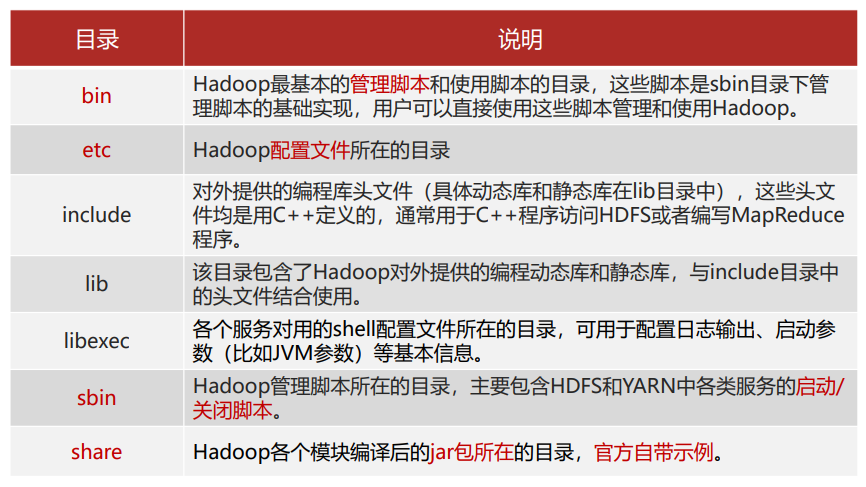 目录 说明
bin
Hadoop最基本的管理脚本和使用脚本的目录，这些脚本是sbin目录下管
理脚本的基础实现，用户可以直接使用这些脚本管理和使用Hadoop。
etc
Hadoop配置文件所在的目录
include
对外提供的编程库头文件（具体动态库和静态库在lib目录中），这些头文
件均是用C++定义的，通常用于C++程序访问HDFS或者编写MapReduce
程序。
lib
该目录包含了Hadoop对外提供的编程动态库和静态库，与include目录中
的头文件结合使用。
libexec
各个服务对用的shell配置文件所在的目录，可用于配置日志输出、启动参
数（比如JVM参数）等基本信息。
sbin
Hadoop管理脚本所在的目录，主要包含HDFS和YARN中各类服务的启动/
关闭脚本。
share
Hadoop各个模块编译后的jar包所在的目录，官方自带示例。